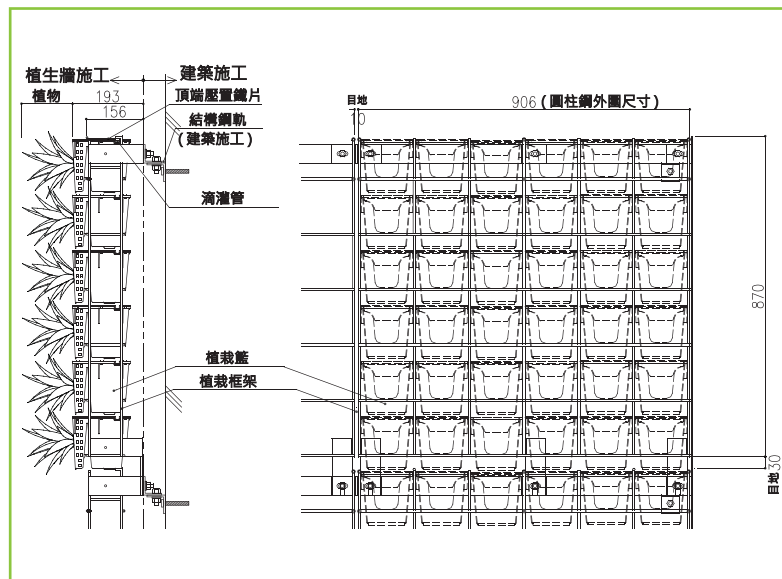 植生牆施工
建築施工
植物
193
156
頂端壓置鐵片
結構鋼軌
(建築施工)
滴灌管
植栽籃
植栽框架
目地
10
906 (圓柱鋼外圍尺寸)
870
目地30